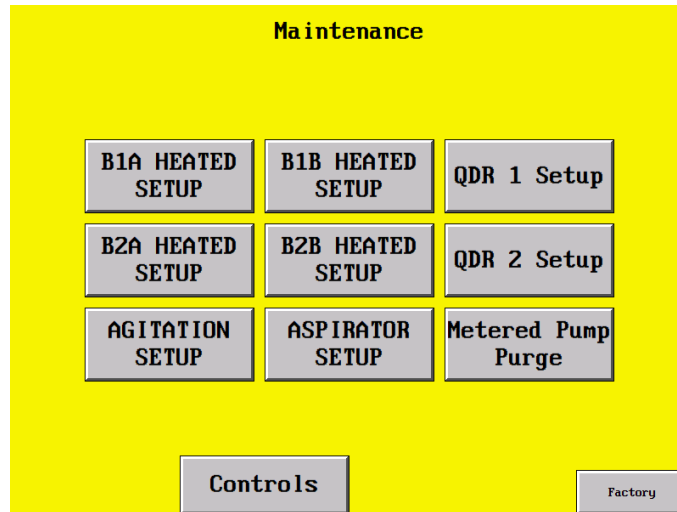 Maintenance
B1A HEATED
SETUP
B1B HEATED
SETUP
QDR 1 Setup
B2A HEATED
SETUP
B2B HEATED
SETUP
QDR 2 Setup
AGITATION
SETUP
ASPIRATOR
SETUP
Metered Pump
Purge
Controls
Factory